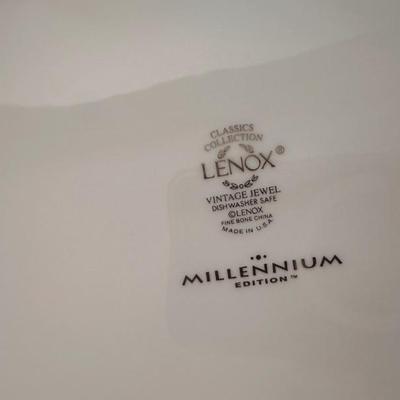 CLASSICS
COLLECTION
LENOX®
VINTAGE JEWEL
DISHWASHER SAFE
©LENOX
FINE BONE CHINA
MADE IN U.S.A.
MILLENNIUM
EDITION™